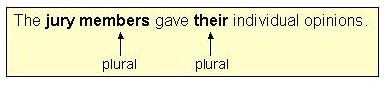 The jury members gave their individual opinions.
plural plural